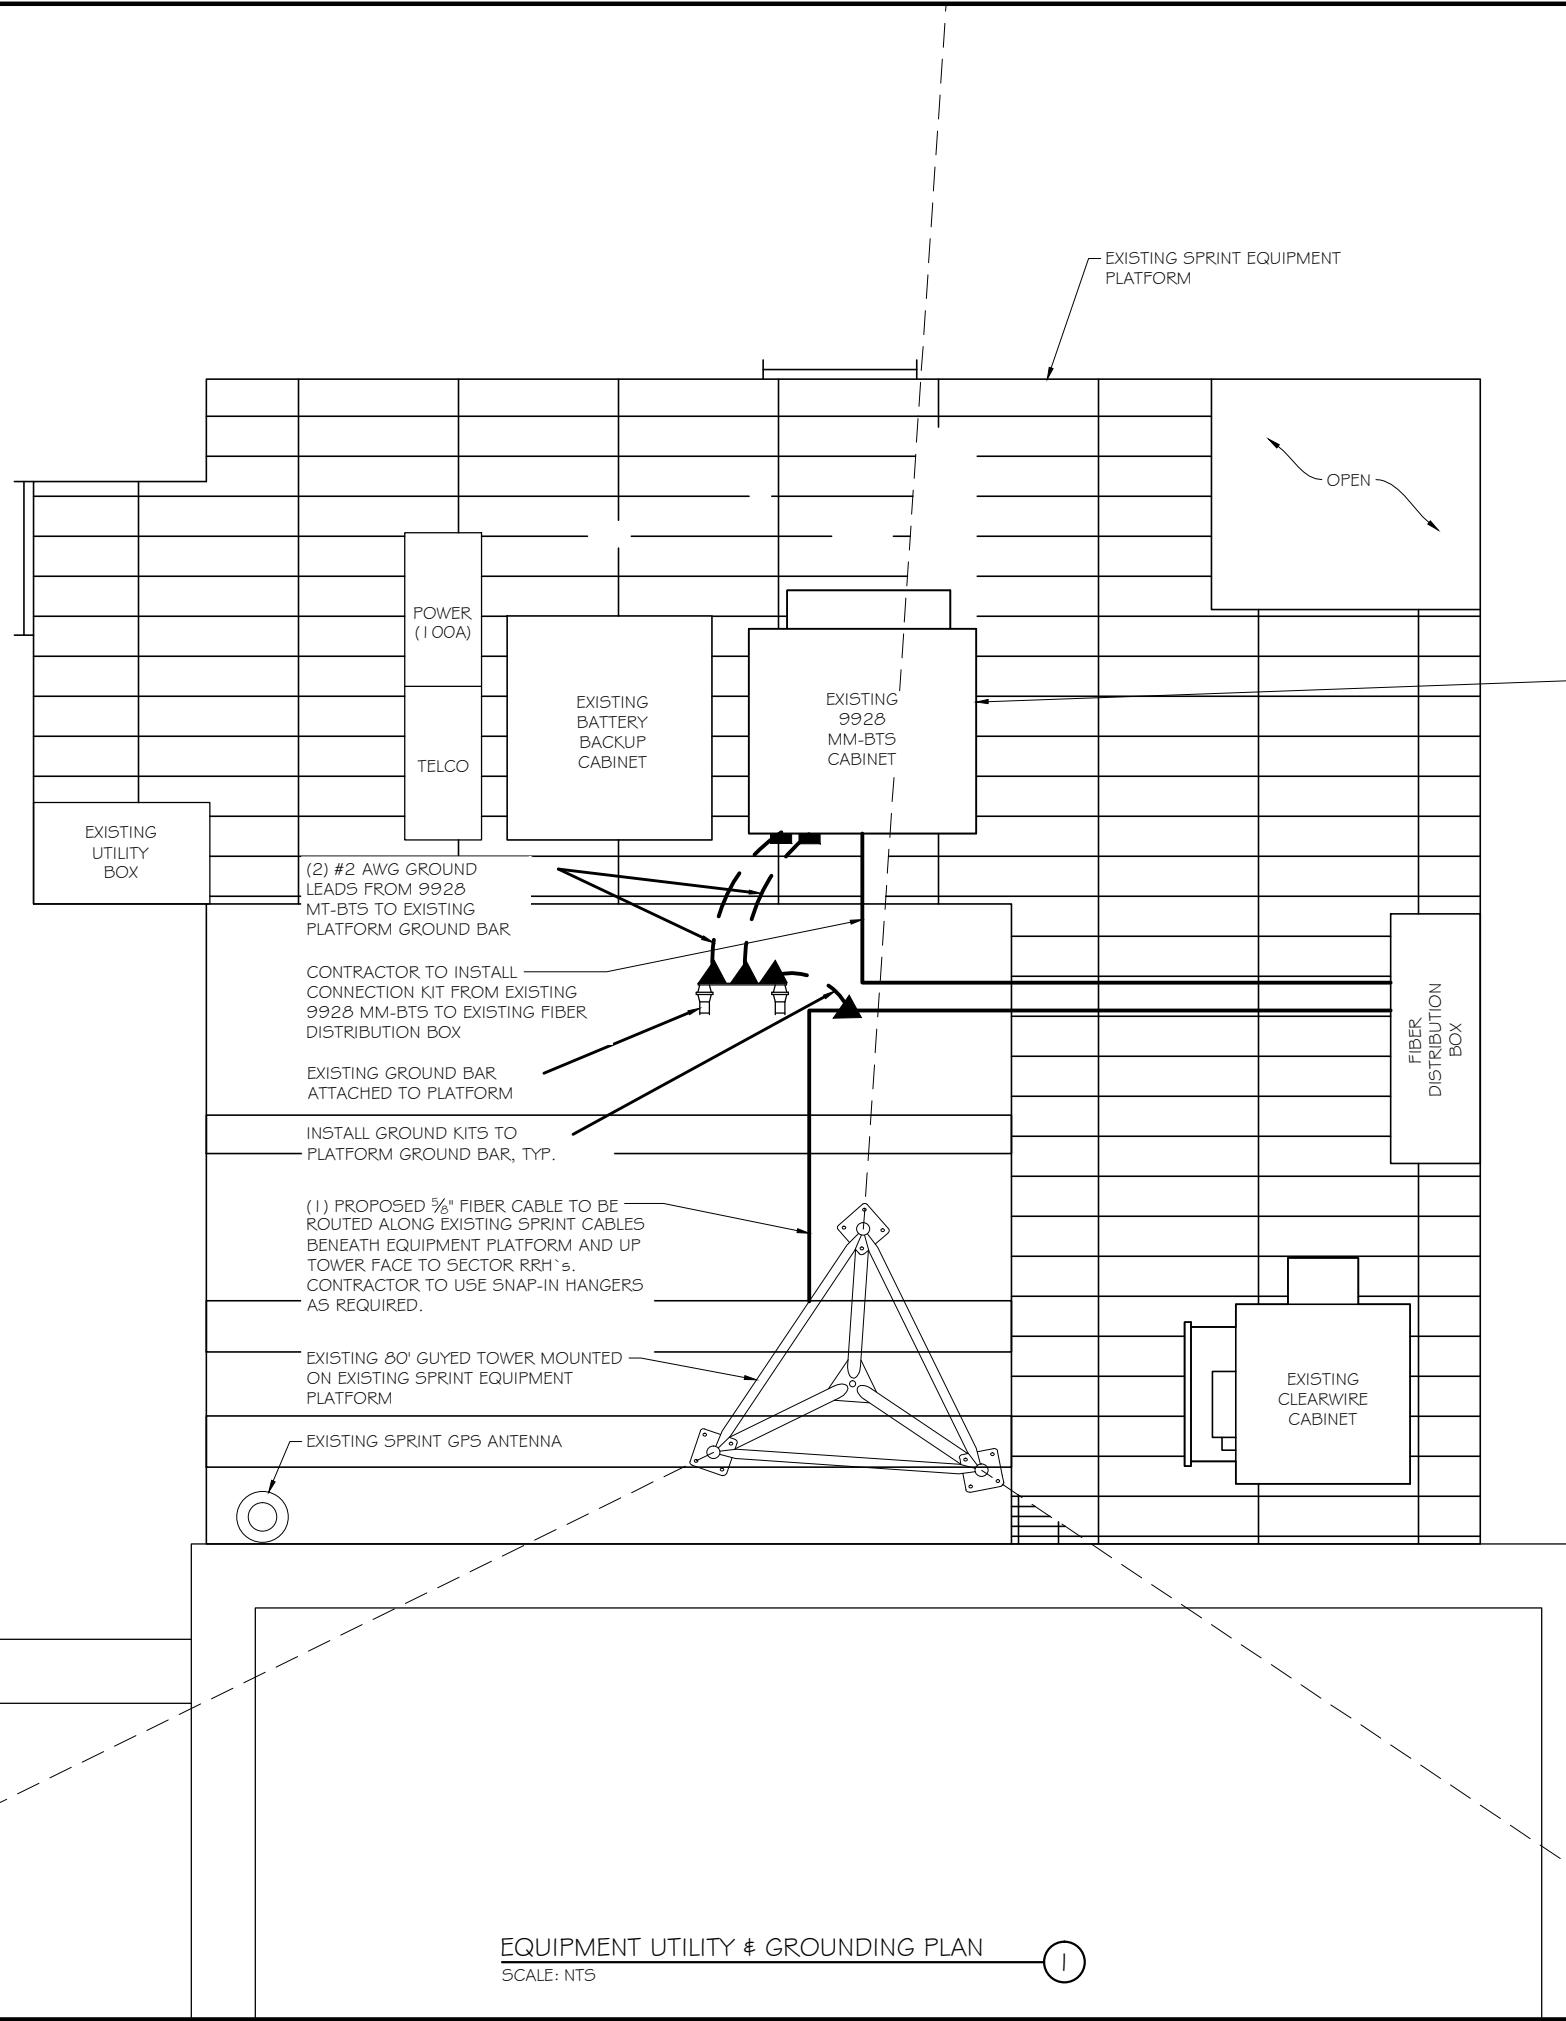 EXISTING SPRINT EQUIPMENT
PLATFORM
OPEN
POWER
(100A)
TELCO
EXISTING
BATTERY
BACKUP
CABINET
EXISTING
9928
MM-BTS
CABINET
EXISTING
UTILITY
BOX
(2) #2 AWG GROUND
LEADS FROM 9928
MT-BTS TO EXISTING
PLATFORM GROUND BAR
CONTRACTOR TO INSTALL
CONNECTION KIT FROM EXISTING
9928 MM-BTS TO EXISTING FIBER
DISTRIBUTION BOX
EXISTING GROUND BAR
ATTACHED TO PLATFORM
INSTALL GROUND KITS TO
PLATFORM GROUND BAR, TYP.
(1) PROPOSED ⅝" FIBER CABLE TO BE
ROUTED ALONG EXISTING SPRINT CABLES
BENEATH EQUIPMENT PLATFORM AND UP
TOWER FACE TO SECTOR RRH`s.
CONTRACTOR TO USE SNAP-IN HANGERS
AS REQUIRED.
EXISTING 80' GUYED TOWER MOUNTED
ON EXISTING SPRINT EQUIPMENT
PLATFORM
EXISTING SPRINT GPS ANTENNA
FIBER
DISTRIBUTION
BOX
EXISTING
CLEARWIRE
CABINET
EQUIPMENT UTILITY & GROUNDING PLAN
1
SCALE: NTS